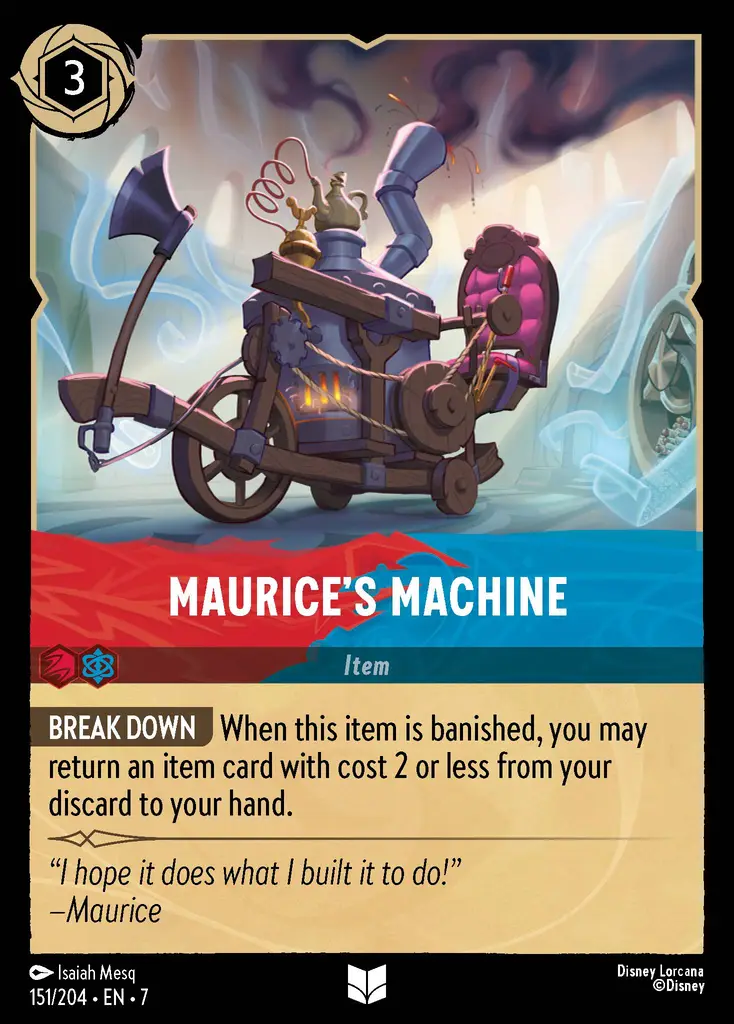 3
MAURICE'S MACHINE
Item
BREAK DOWN When this item is banished, you may
return an item card with cost 2 or less from your
discard to your hand.
“I hope it does what I built it to do!”
–Maurice
Isaiah Mesq
151/204 • EN • 7
Disney Lorcana
©Disney